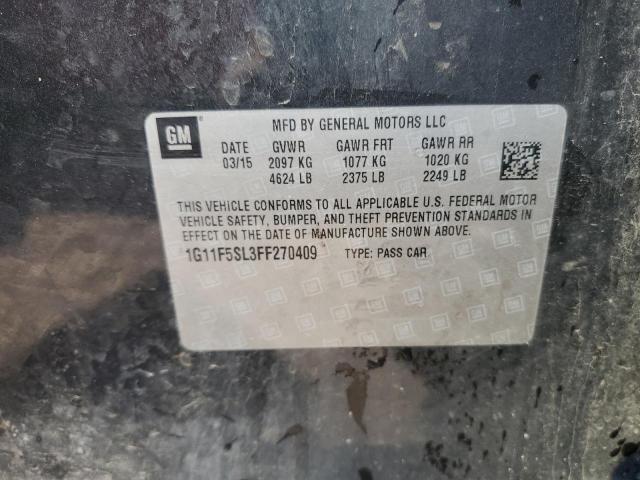 GM
MFD BY GENERAL MOTORS LLC
DATE GVWR GAWR FRT GAWR RR
03/15 2097 KG 1077 KG 1020 KG
4624 LB 2375 LB 2249 LB
THIS VEHICLE CONFORMS TO ALL APPLICABLE U.S. FEDERAL MOTOR
VEHICLE SAFETY, BUMPER, AND THEFT PREVENTION STANDARDS IN
EFFECT ON THE DATE OF MANUFACTURE SHOWN ABOVE.
1G11F5SL3FF270409 TYPE: PASS CAR